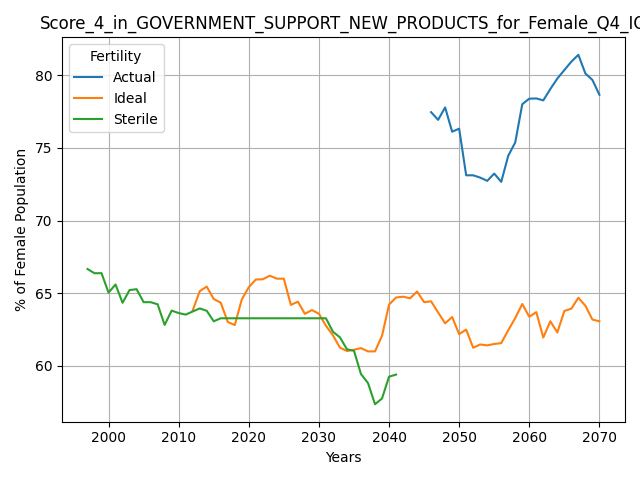 Score_4_in_GOVERNMENT_SUPPORT_NEW_PRODUCTS_for_Female_Q4_IC
Fertility
Actual
Ideal
Sterile
% of Female Population
80
75
70
65
60
2000 2010 2020 2030 2040 2050 2060 2070
Years